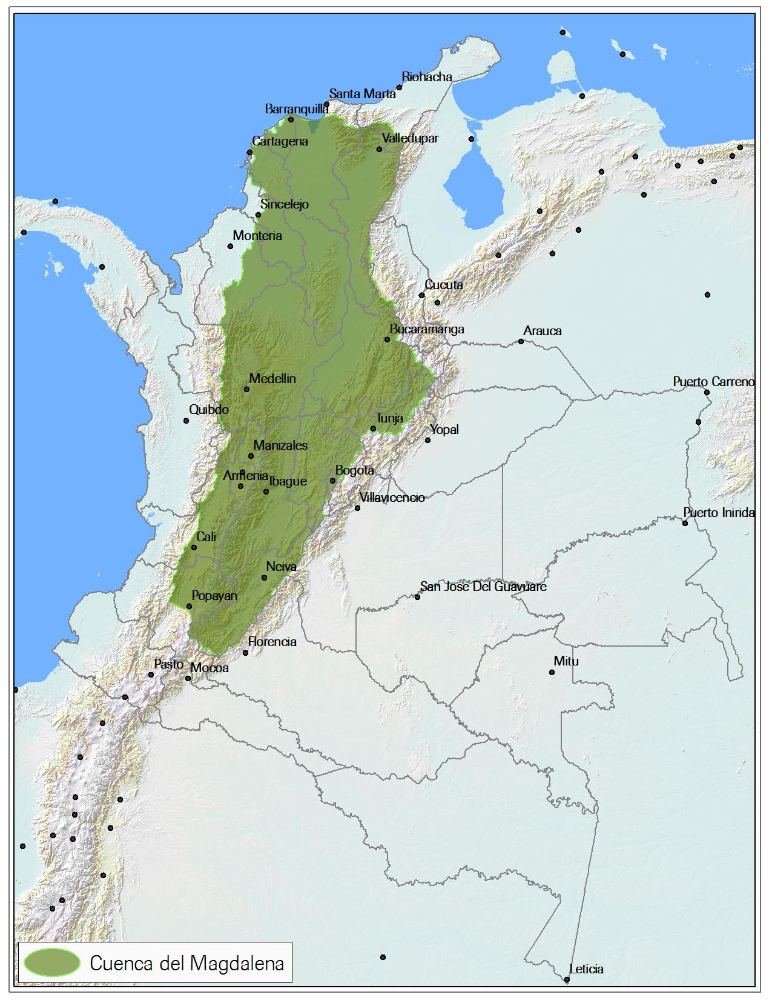 Riohacha
Santa Marta
Barranquilla
Cartagena
Valledupar
Sincelejo
Monteria
Cucuta
Bucaramanga
Arauca
Medellin
Puerto Carreno
Quibdo
Tunja
Yopal
Manizales
Bogota
Armenia
Ibague
Villavicencio
Puerto Inirida
Cali
Neiva
San Jose Del Guavuare
Popayan
Florencia
Mitu
Pasto
Mocoa
Cuenca del Magdalena
Leticia